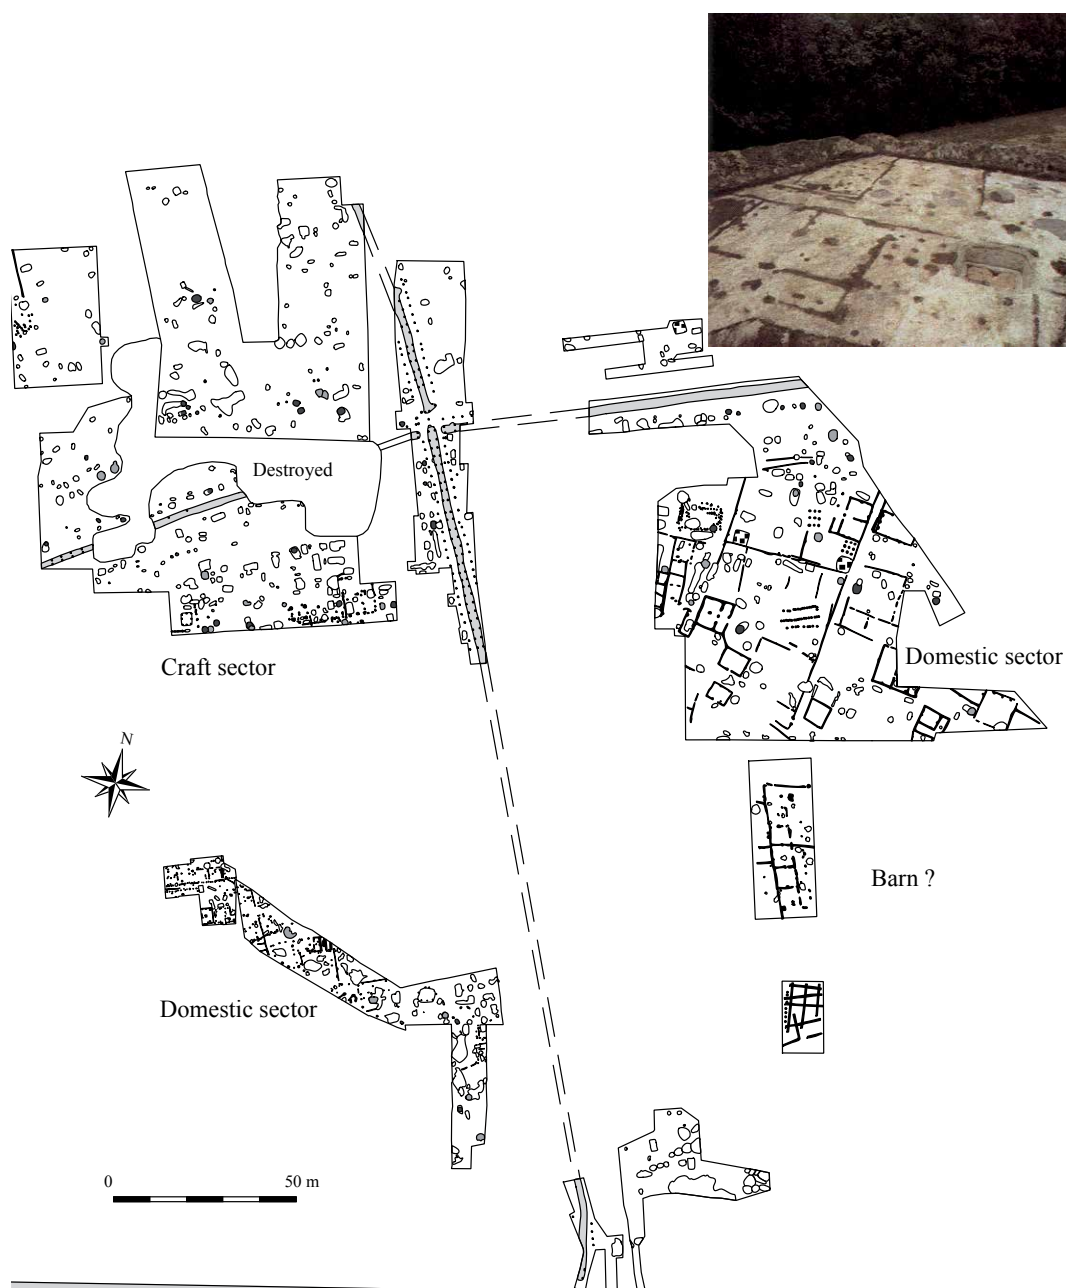 Destroyed
Craft sector
Domestic sector
N
Barn ?
Domestic sector
0 50 m